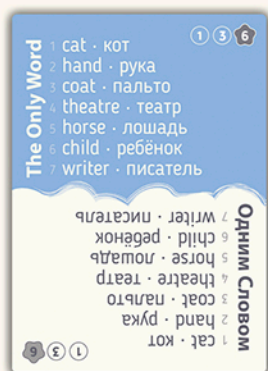 The Only Word
1 3 6
1 cat · кот
2 hand · рука
3 coat · пальто
4 theatre · театр
5 horse · лошадь
6 child · ребёнок
7 writer · писатель
Одним Словом
1 3 6
1 cat · кот
2 hand · рука
3 coat · пальто
4 theatre · театр
5 horse · лошадь
6 child · ребёнок
7 writer · писатель